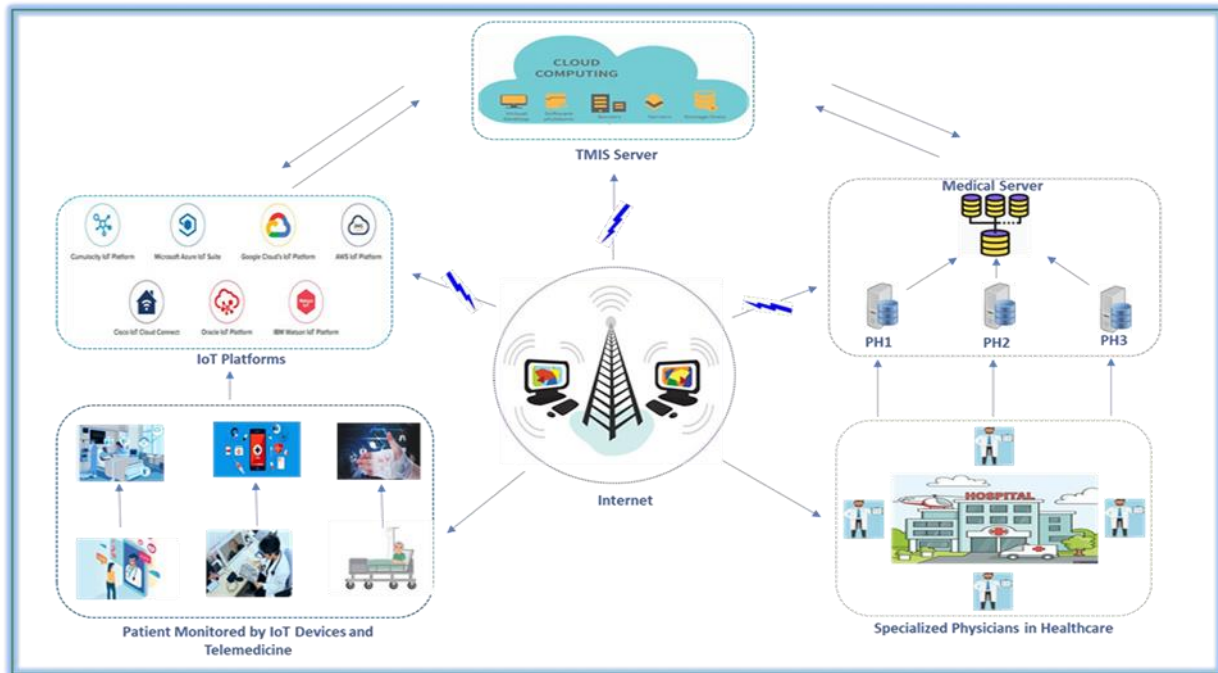 CLOUD
COMPUTING
TMIS Server
Cumulocity IoT Platform
Microsoft Azure IoT Suite
Google Cloud's IoT Platform
AWS IoT Platform
Cisco IoT Cloud Connect
Oracle IoT Platform
IBM Watson IoT Platform
IoT Platforms
Medical Server
PH1
PH2
PH3
Internet
HOSPITAL
Patient Monitored by IoT Devices and
Telemedicine
Specialized Physicians in Healthcare